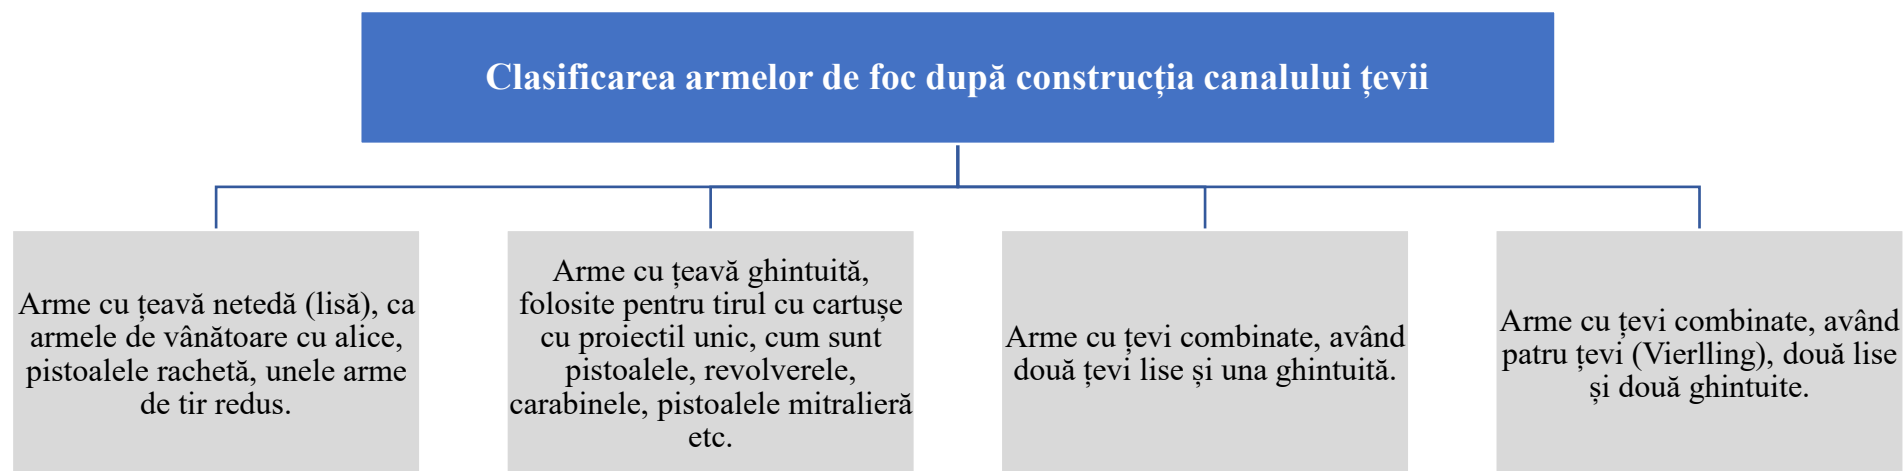 Clasificarea armelor de foc după construcția canalului țevii
Arme cu țeavă netedă (lisă), ca
armele de vânătoare cu alice,
pistoalele rachetă, unele arme
de tir redus.
Arme cu țeavă ghintuită,
folosite pentru tirul cu cartușe
cu proiectil unic, cum sunt
pistoalele, revolverele,
carabinele, pistoalele mitralieră
etc.
Arme cu țevi combinate, având
două țevi lise și una ghintuită.
Arme cu țevi combinate, având
patru țevi (Vierlling), două lise
și două ghintuite.